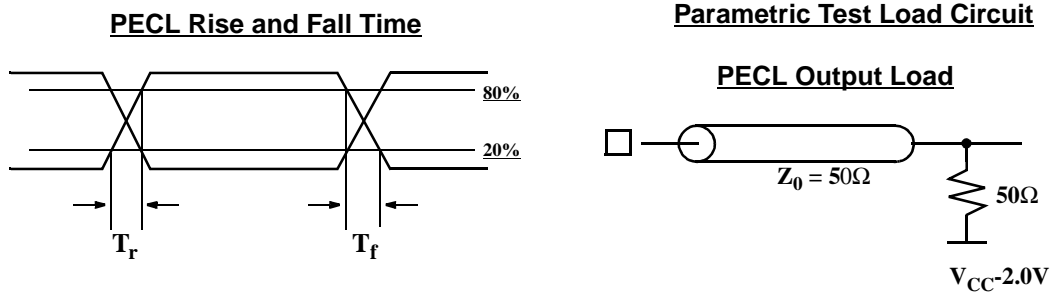 PECL Rise and Fall Time
80%
20%
Tr
Tf
Parametric Test Load Circuit
PECL Output Load
Z0 = 50Ω
50Ω
VCC-2.0V